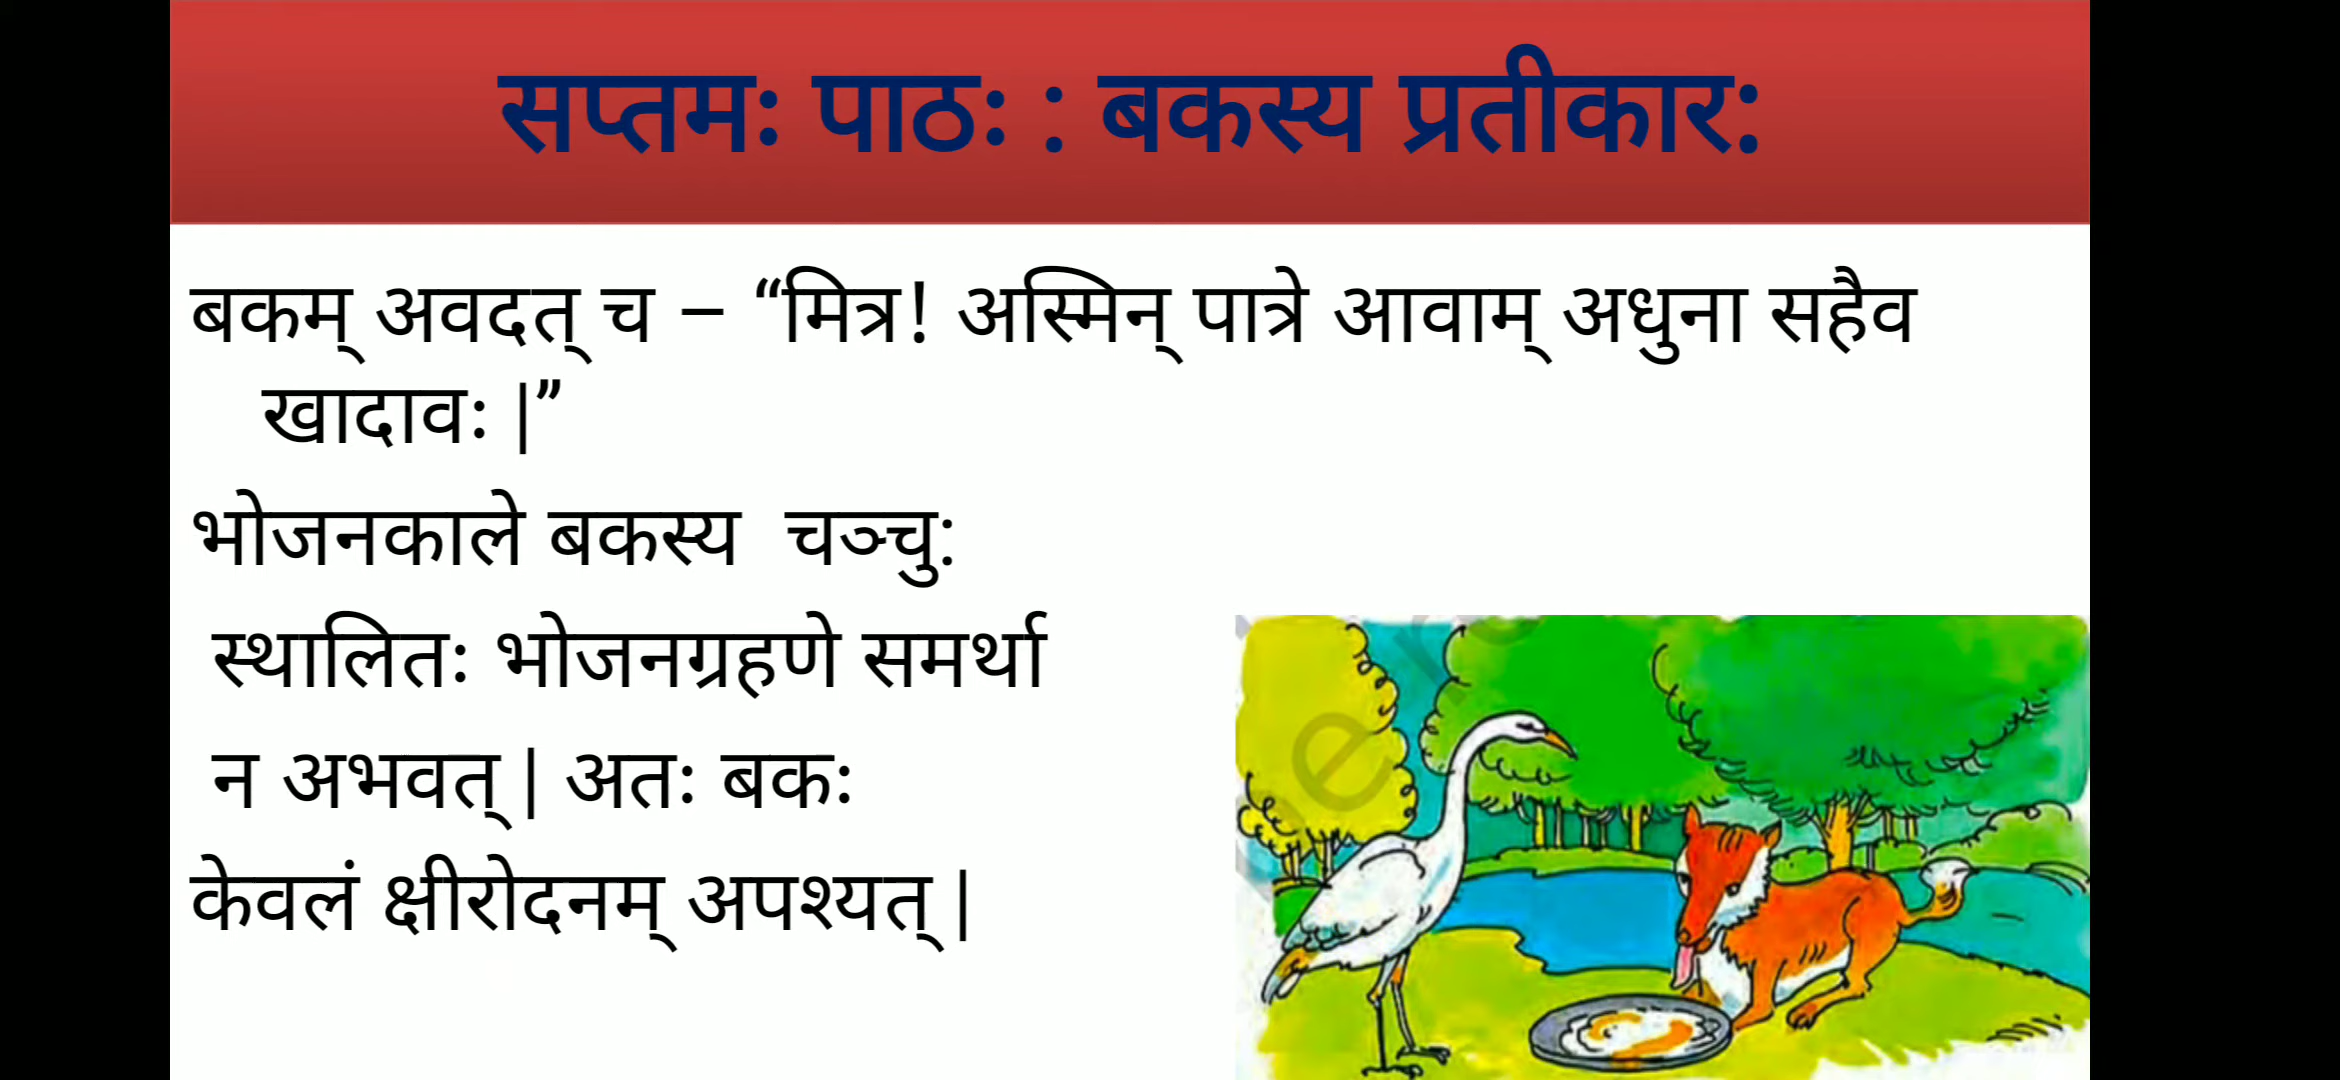 सप्तमः पाठः : बकस्य प्रतीकार:
बकम् अवदत् च – “मित्र! अस्मिन् पात्रे आवाम् अधुना सहैव
खादावः |”
भोजनकाले बकस्य चञ्चु:
स्थालितः भोजनग्रहणे समर्था
न अभवत् | अतः बकः
केवलं क्षीरोदनम् अपश्यत् |